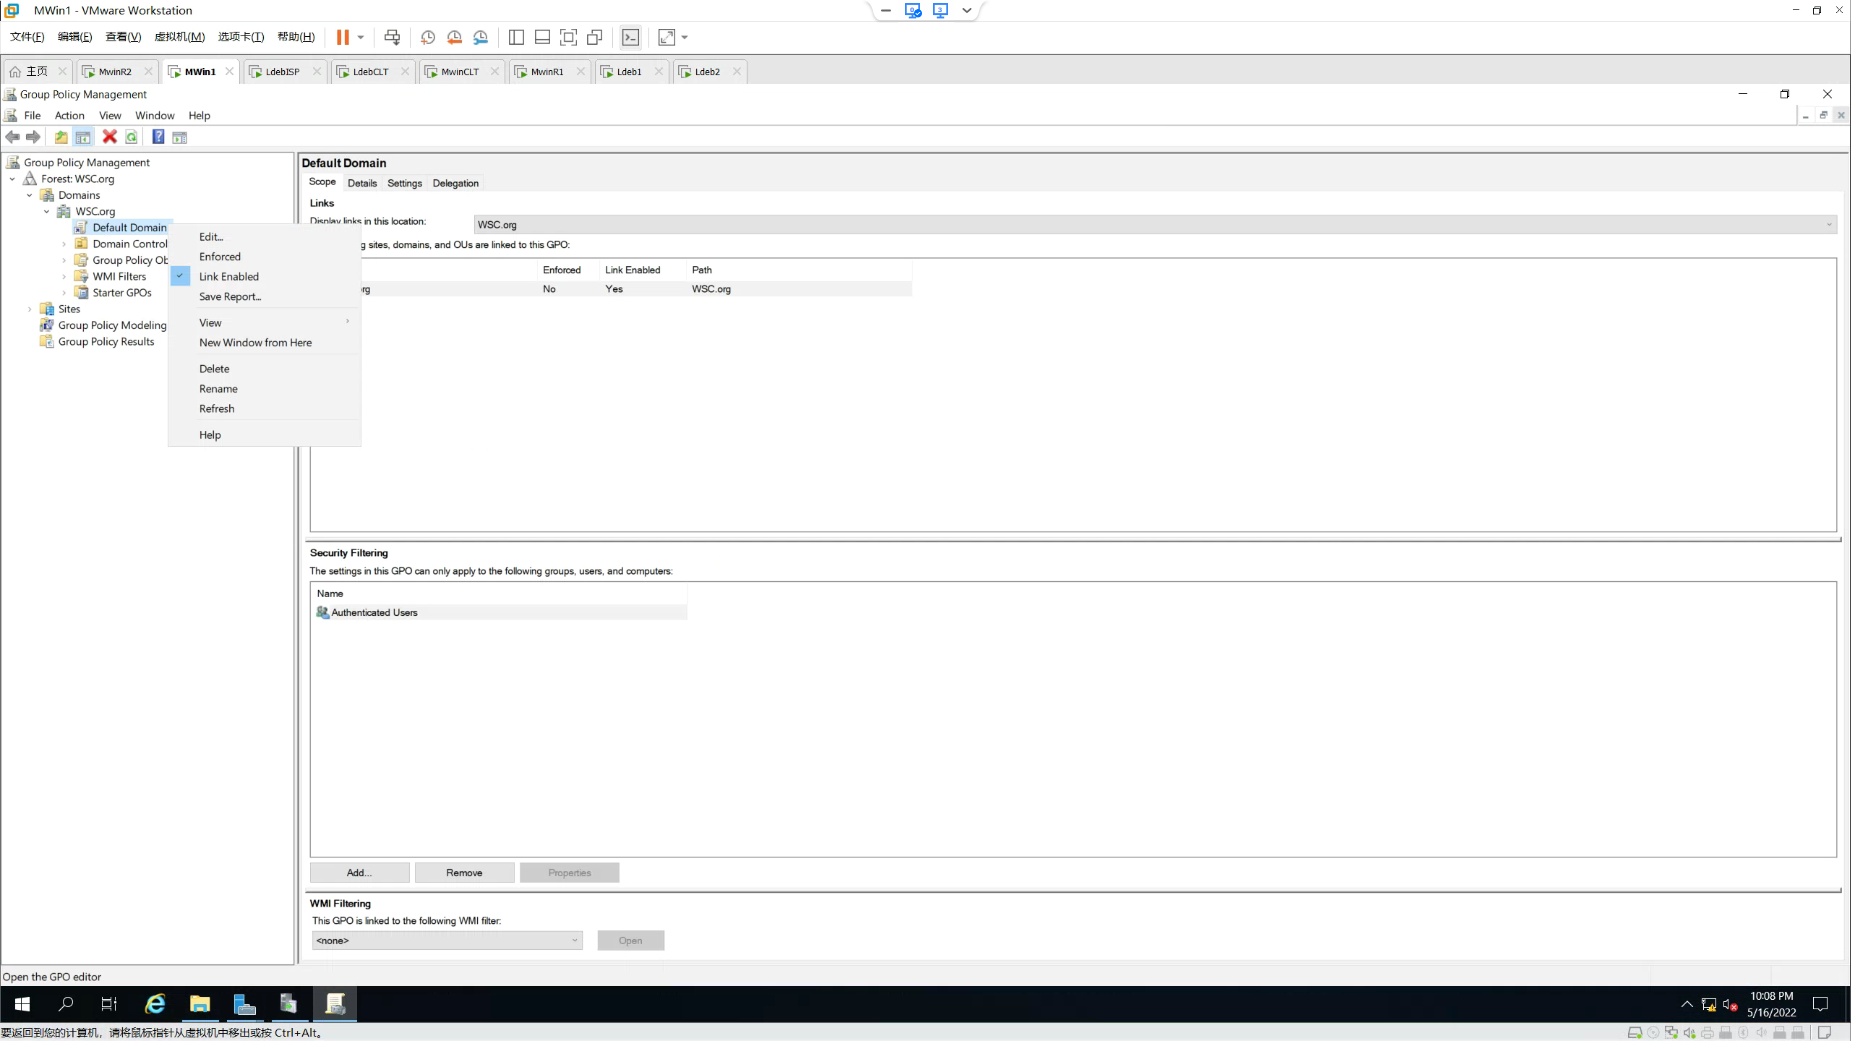 MWin1 - VMware Workstation
文件(F) 编辑(E) 查看(V) 虚拟机(M) 选项卡(T) 帮助(H)
主页 MwinR2 MWin1 LdebISP LdebCLT MwinCLT MwinR1 Ldeb1 Ldeb2
Group Policy Management
File Action View Window Help
Group Policy Management
Forest: WSC.org
Domains
WSC.org
Default Domain
Domain Control
Group Policy Ob
WMI Filters
Starter GPOs
Sites
Group Policy Modeling
Group Policy Results
Edit...
Enforced
Link Enabled
Save Report...
View
New Window from Here
Delete
Rename
Refresh
Help
Default Domain
Scope Details Settings Delegation
Links
Display links in this location: WSC.org
sites, domains, and OUs are linked to this GPO:
Enforced Link Enabled Path
rg No Yes WSC.org
Security Filtering
The settings in this GPO can only apply to the following groups, users, and computers:
Name
Authenticated Users
Add... Remove Properties
WMI Filtering
This GPO is linked to the following WMI filter:
<none> Open
Open the GPO editor
10:08 PM
5/16/2022
要返回到您的计算机，请将鼠标指针从虚拟机中移出或按 Ctrl+Alt。